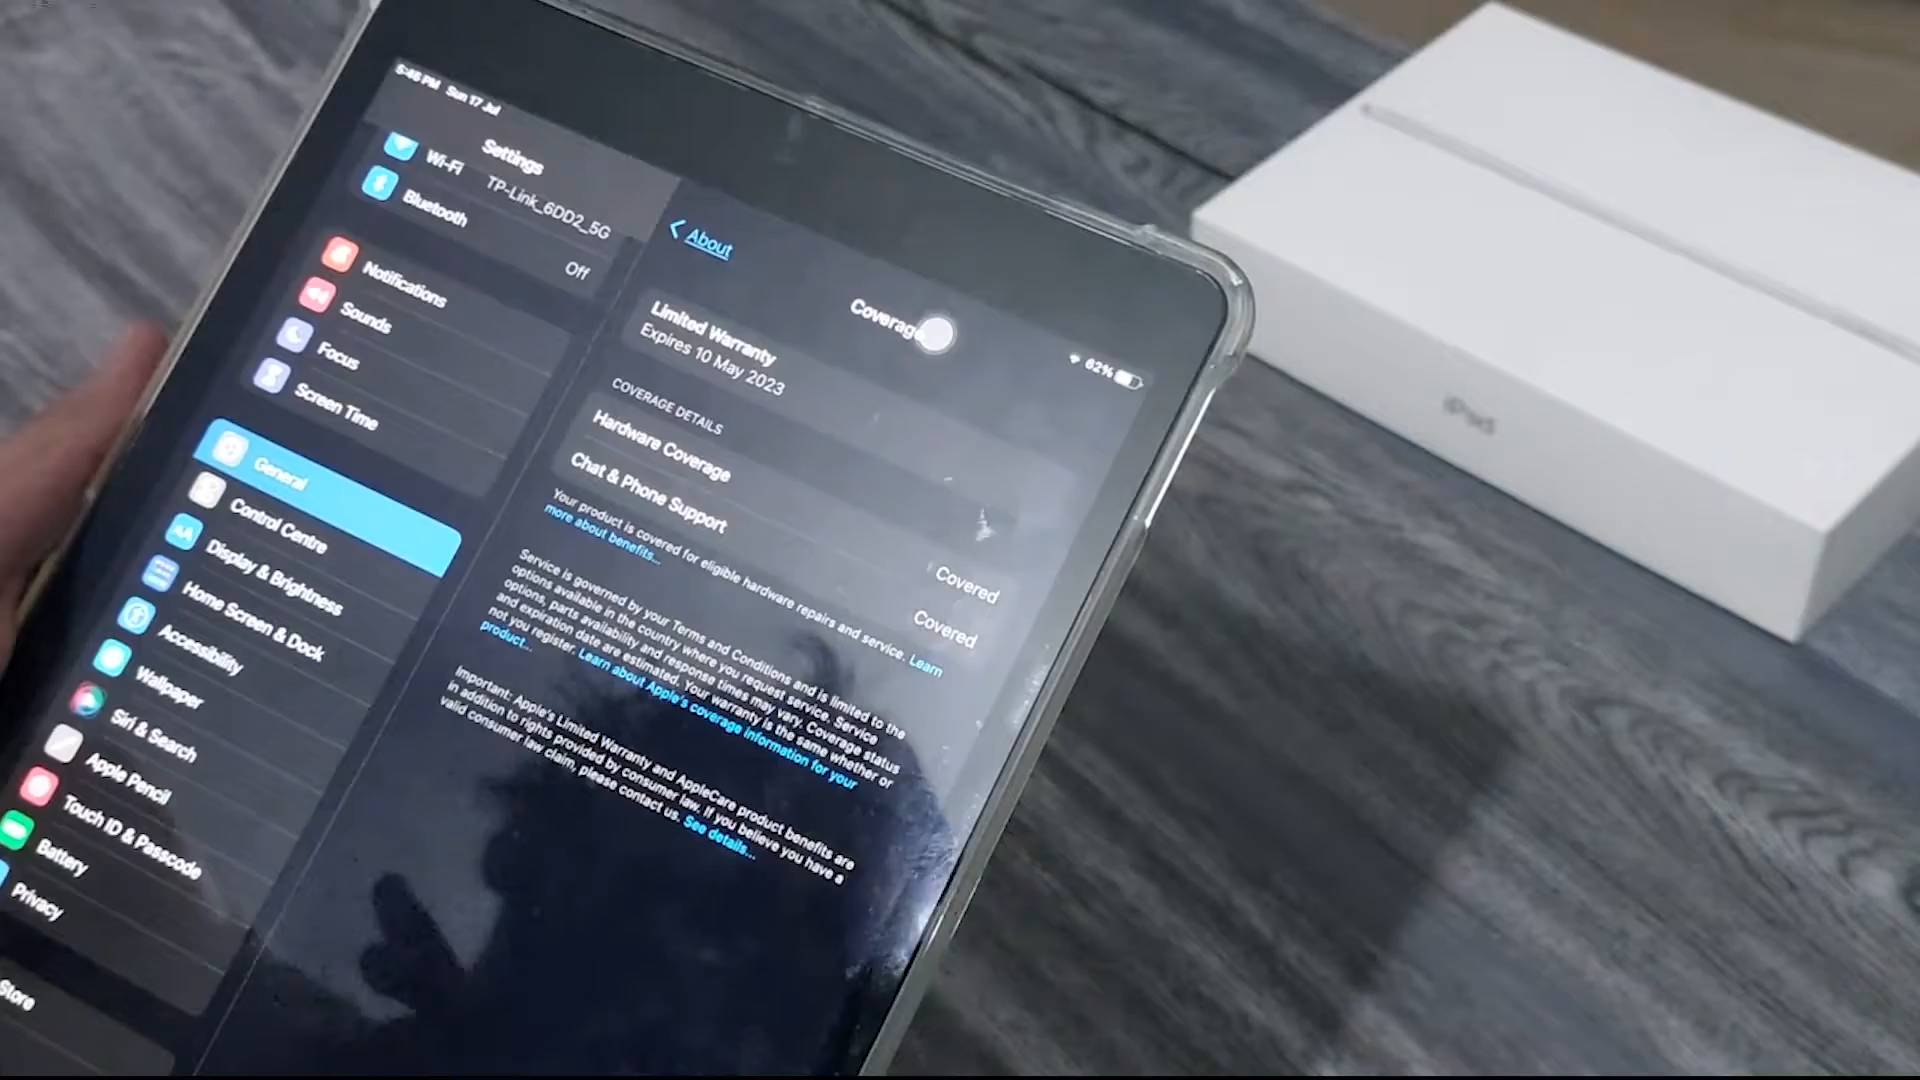 5:46 PM Sun 17 Jul
62%
Settings
Wi-Fi TP-Link_6DD2_5G
Bluetooth Off
Notifications
Sounds
Focus
Screen Time
General
Control Centre
Display & Brightness
Home Screen & Dock
Accessibility
Wallpaper
Siri & Search
Apple Pencil
Touch ID & Passcode
Battery
Privacy
Store
About
Coverage
Limited Warranty
Expires 10 May 2023
COVERAGE DETAILS
Hardware Coverage Covered
Chat & Phone Support Covered
Your product is covered for eligible hardware repairs and service. Learn
more about benefits...
Service is governed by your Terms and Conditions and is limited to the
options available in the country where you request service. Service
options, parts availability and response times may vary. Coverage status
and expiration date are estimated. Your warranty is the same whether or
not you register. Learn about Apple's coverage information for your
product...
Important: Apple's Limited Warranty and AppleCare product benefits are
in addition to rights provided by consumer law. If you believe you have a
valid consumer law claim, please contact us. See details...
iPad